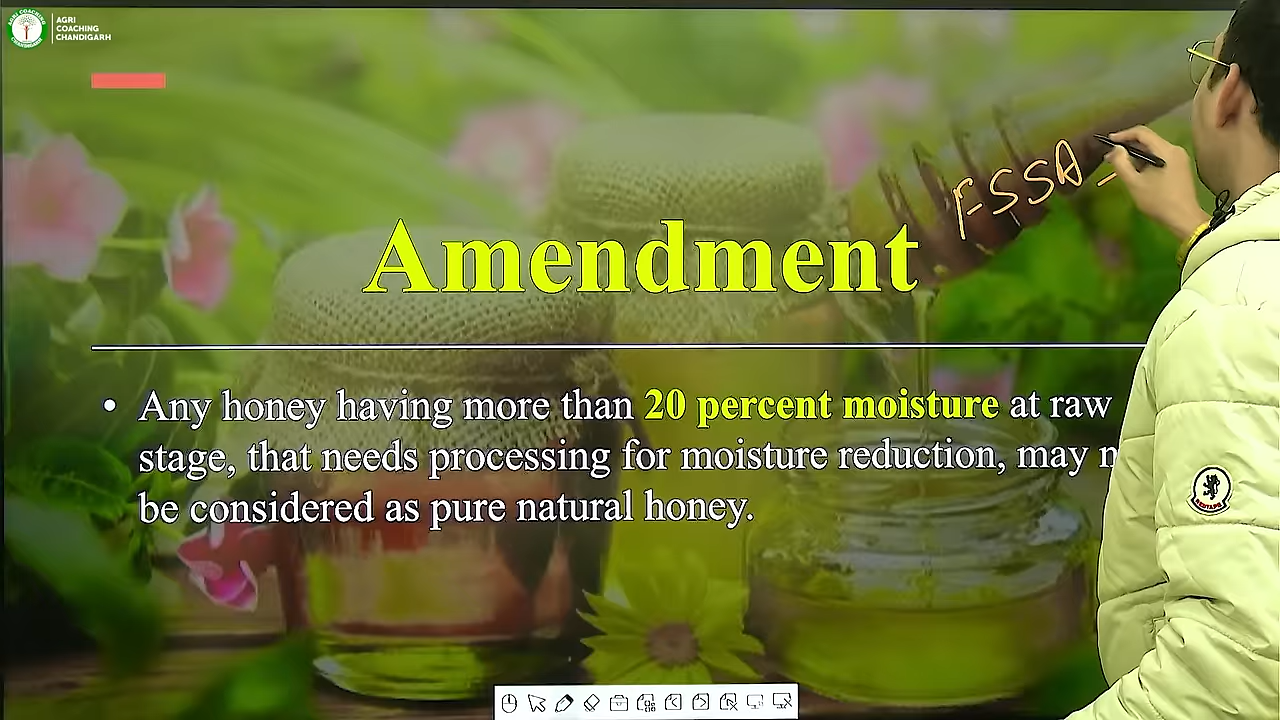 AGRI
COACHING
CHANDIGARH
FSSA
Amendment
• Any honey having more than 20 percent moisture at raw
stage, that needs processing for moisture reduction, may
be considered as pure natural honey.